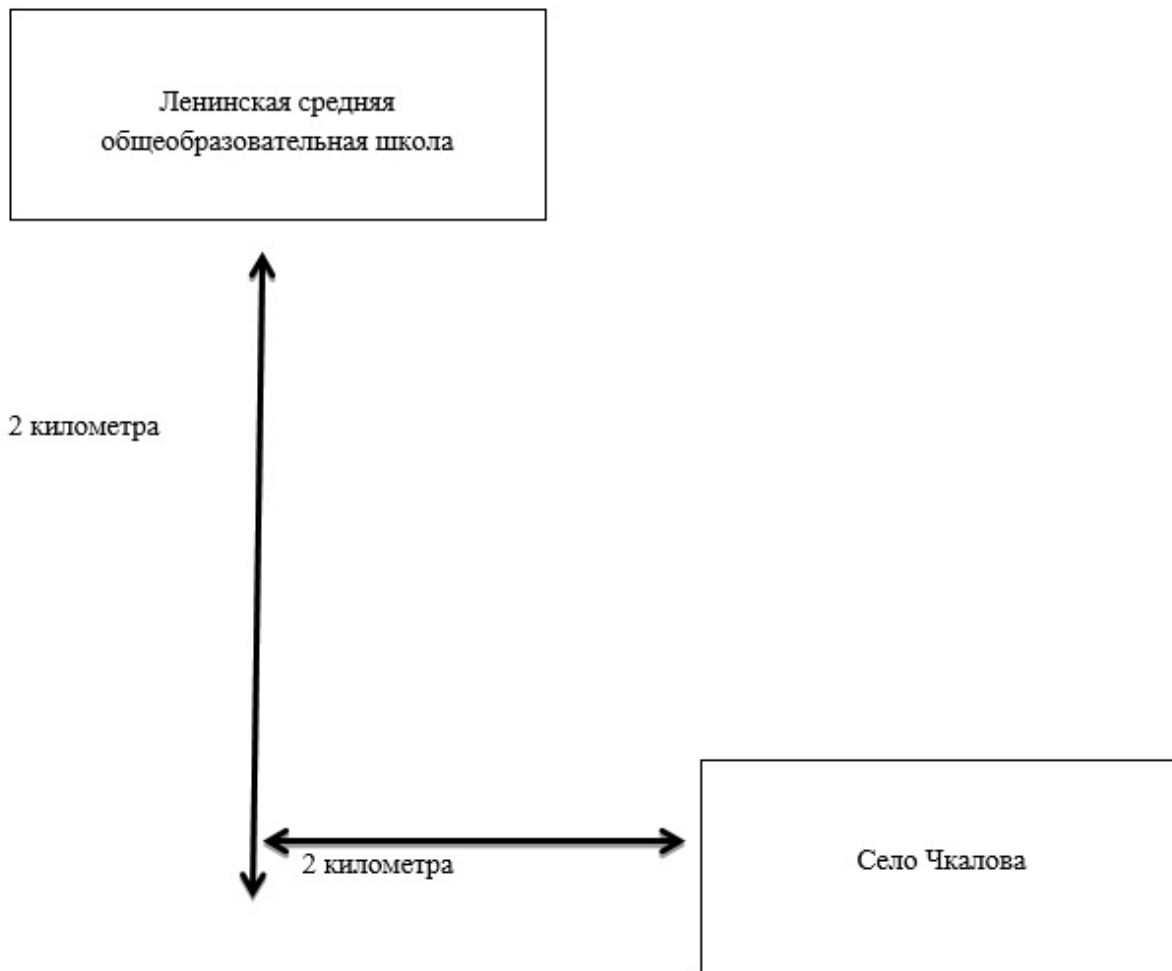 Ленинская средняя
общеобразовательная школа
2 километра
2 километра
Село Чкалова